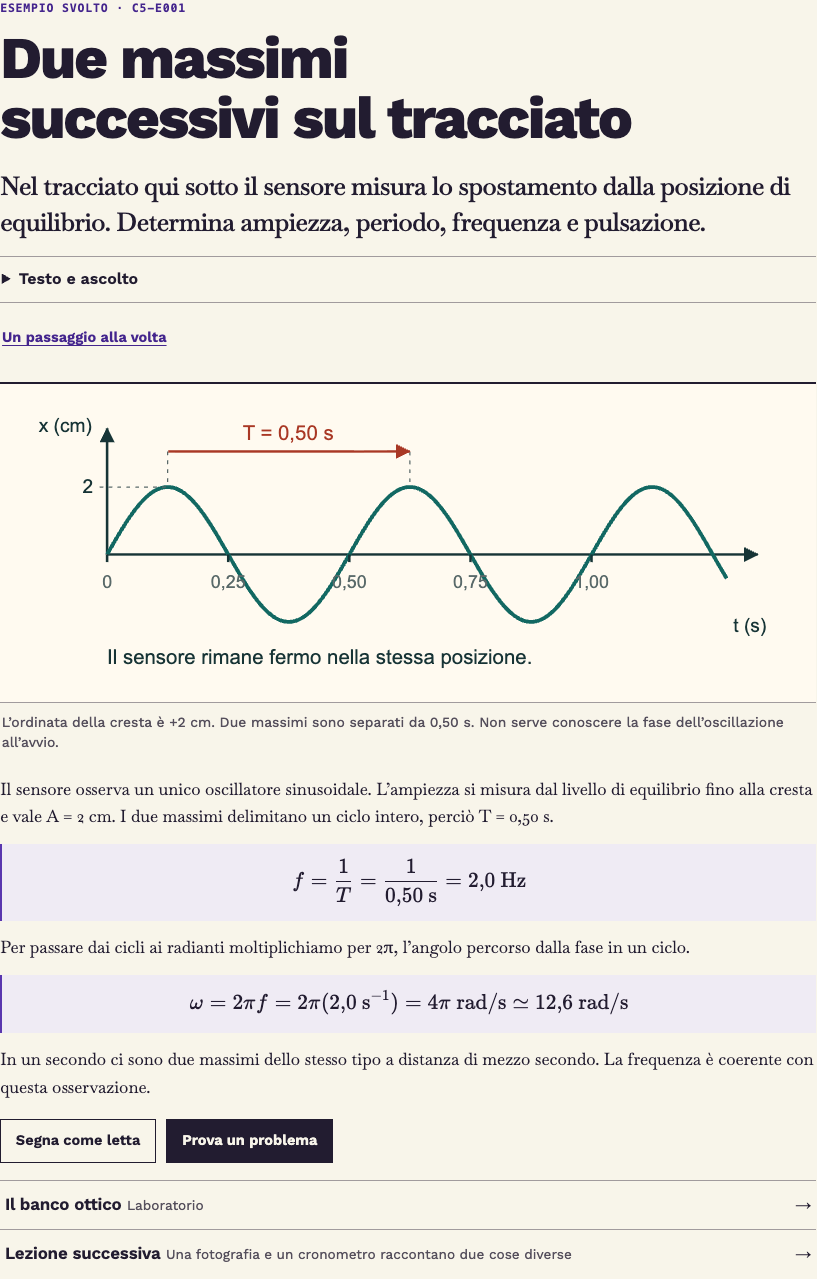 ESEMPIO SVOLTO · C5-E001
Due massimi
successivi sul tracciato
Nel tracciato qui sotto il sensore misura lo spostamento dalla posizione di
equilibrio. Determina ampiezza, periodo, frequenza e pulsazione.
▶ Testo e ascolto
Un passaggio alla volta
x (cm)
T = 0,50 s
2
0 0,25 0,50 0,75 1,00
t (s)
Il sensore rimane fermo nella stessa posizione.
L’ordinata della cresta è +2 cm. Due massimi sono separati da 0,50 s. Non serve conoscere la fase dell’oscillazione
all’avvio.
Il sensore osserva un unico oscillatore sinusoidale. L’ampiezza si misura dal livello di equilibrio fino alla cresta
e vale A = 2 cm. I due massimi delimitano un ciclo intero, perciò T = 0,50 s.
f = 1/T = 1/0,50 s = 2,0 Hz
Per passare dai cicli ai radianti moltiplichiamo per 2π, l’angolo percorso dalla fase in un ciclo.
ω = 2πf = 2π(2,0 s⁻¹) = 4π rad/s ≃ 12,6 rad/s
In un secondo ci sono due massimi dello stesso tipo a distanza di mezzo secondo. La frequenza è coerente con
questa osservazione.
Segna come letta Prova un problema
Il banco ottico Laboratorio →
Lezione successiva Una fotografia e un cronometro raccontano due cose diverse →